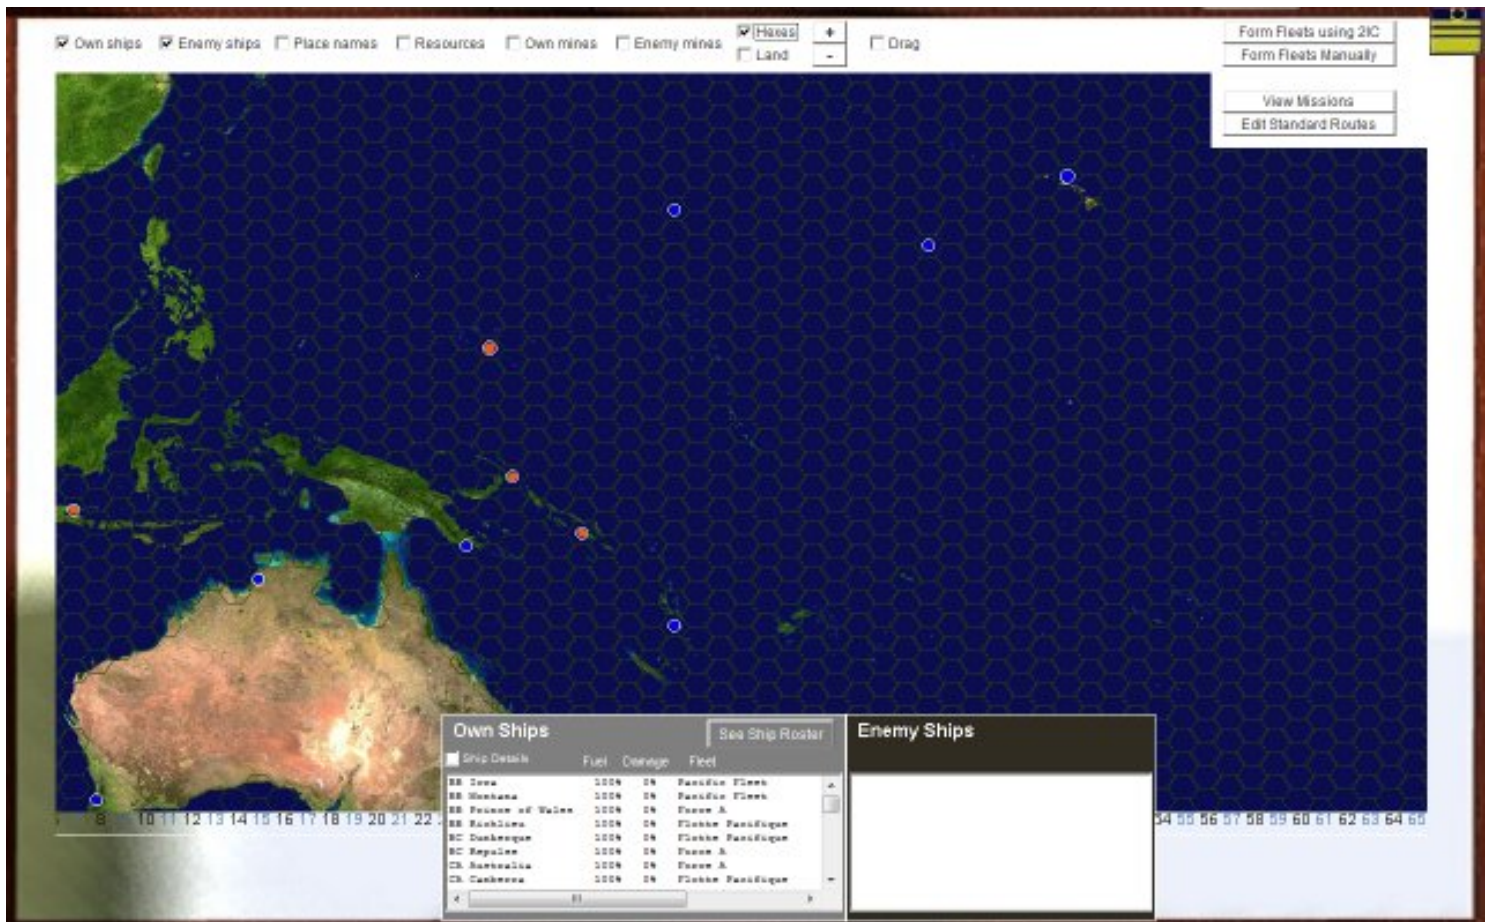 Own ships Enemy ships Place names Resources Own mines Enemy mines Hexes + Drag Form Fleets using 2IC
Land - Form Fleets Manually
View Missions
Edit Standard Routes
Own Ships See Ship Roster Enemy Ships
Ship Details Fuel Damage Fleet
BB Iowa 100% 0% Pacific Fleet
BB Montana 100% 0% Pacific Fleet
BB Prince of Wales 100% 0% Force A
BB Richlieu 100% 0% Flotte Pacifique
BC Dunkerque 100% 0% Flotte Pacifique
BC Repulse 100% 0% Force A
CA Australia 100% 0% Force A
CA Canberra 100% 0% Flotte Pacifique
8 10 11 12 13 14 15 16 17 18 19 20 21 22 54 55 56 57 58 59 60 61 62 63 64 65